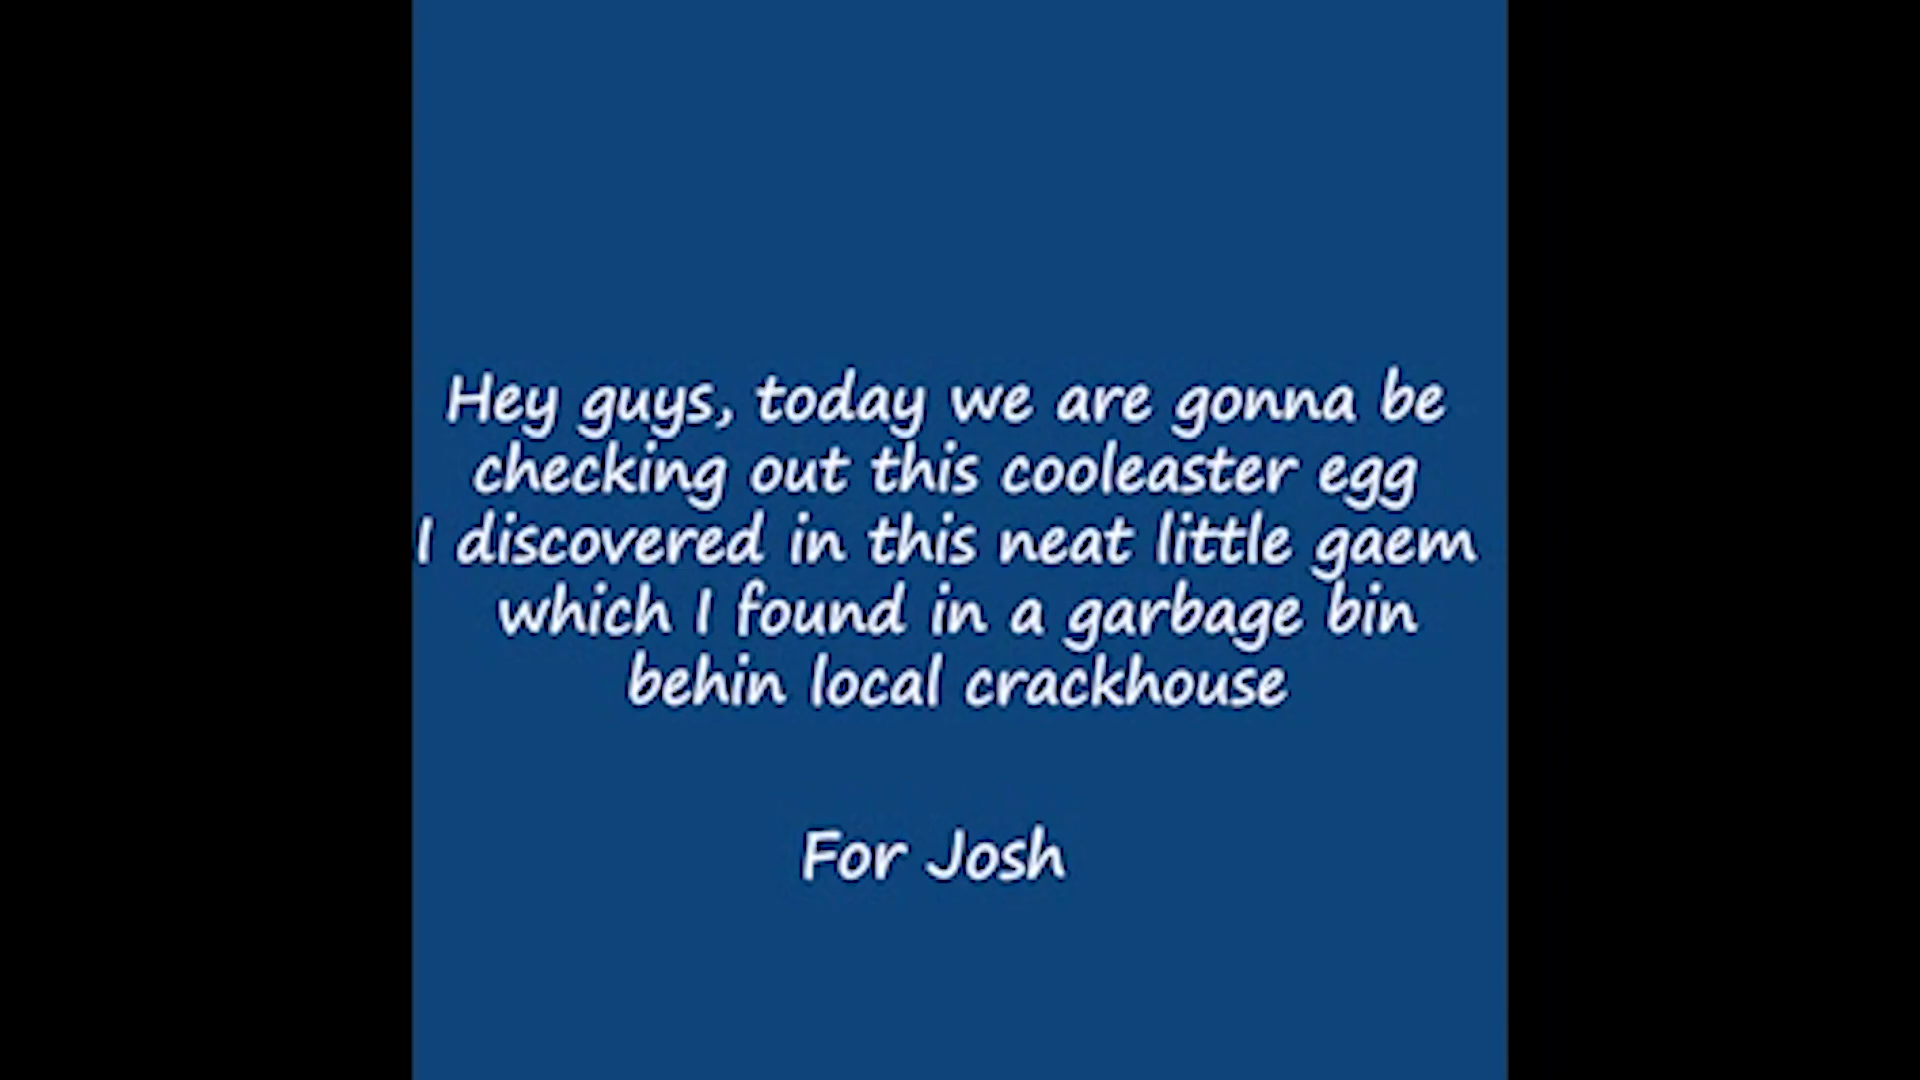 Hey guys, today we are gonna be
checking out this cooleaster egg
I discovered in this neat little gaem
which I found in a garbage bin
behin local crackhouse
For Josh